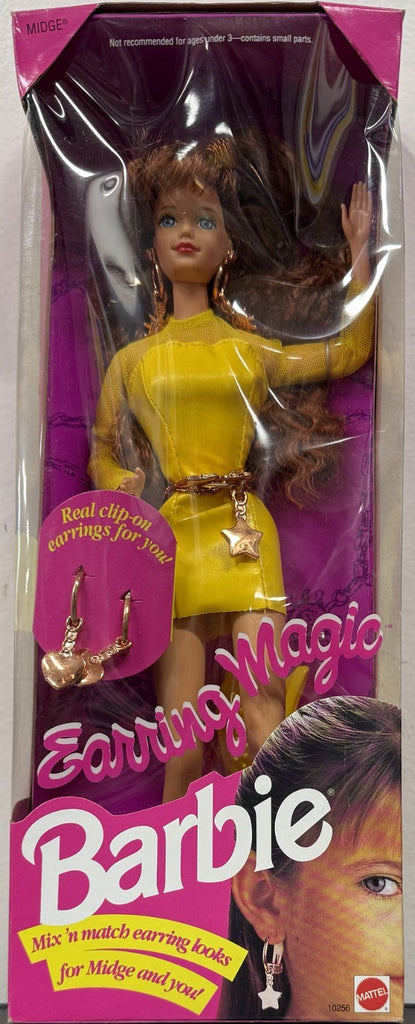 MIDGE®
Not recommended for ages under 3—contains small parts.
Real clip-on
earrings for you!
Earring Magic™
Barbie®
Mix 'n match earring looks
for Midge and you!
10256
MATTEL